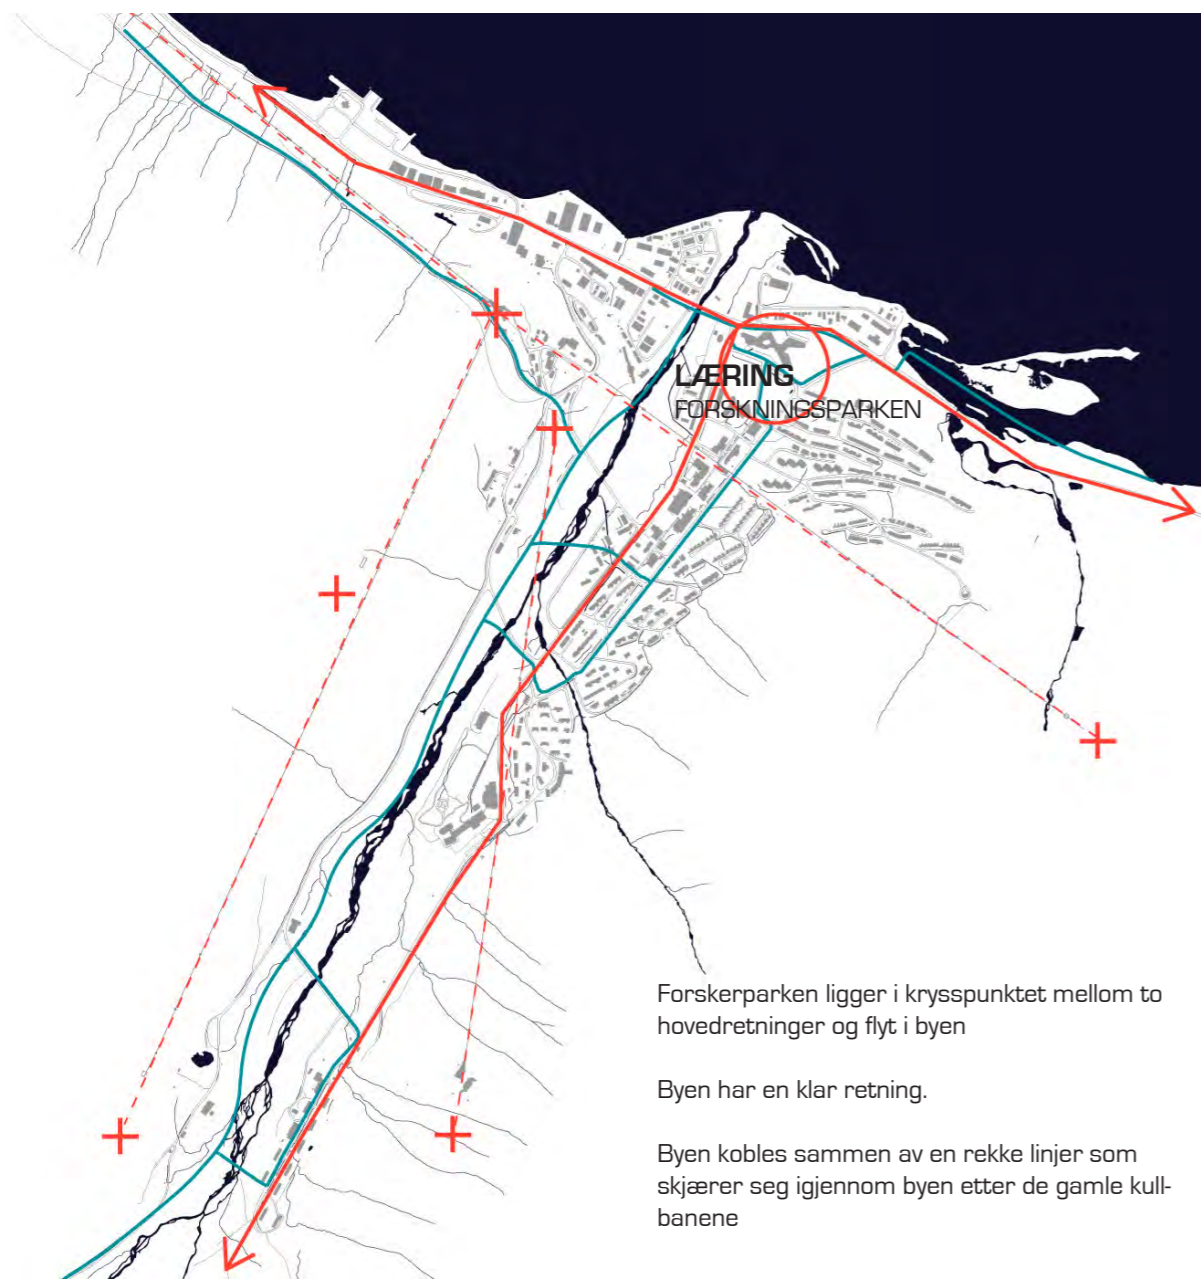 LÆRING
FORSKNINGSPARKEN
Forskerparken ligger i krysspunktet mellom to
hovedretninger og flyt i byen
Byen har en klar retning.
Byen kobles sammen av en rekke linjer som
skjærer seg igjennom byen etter de gamle kull-
banene